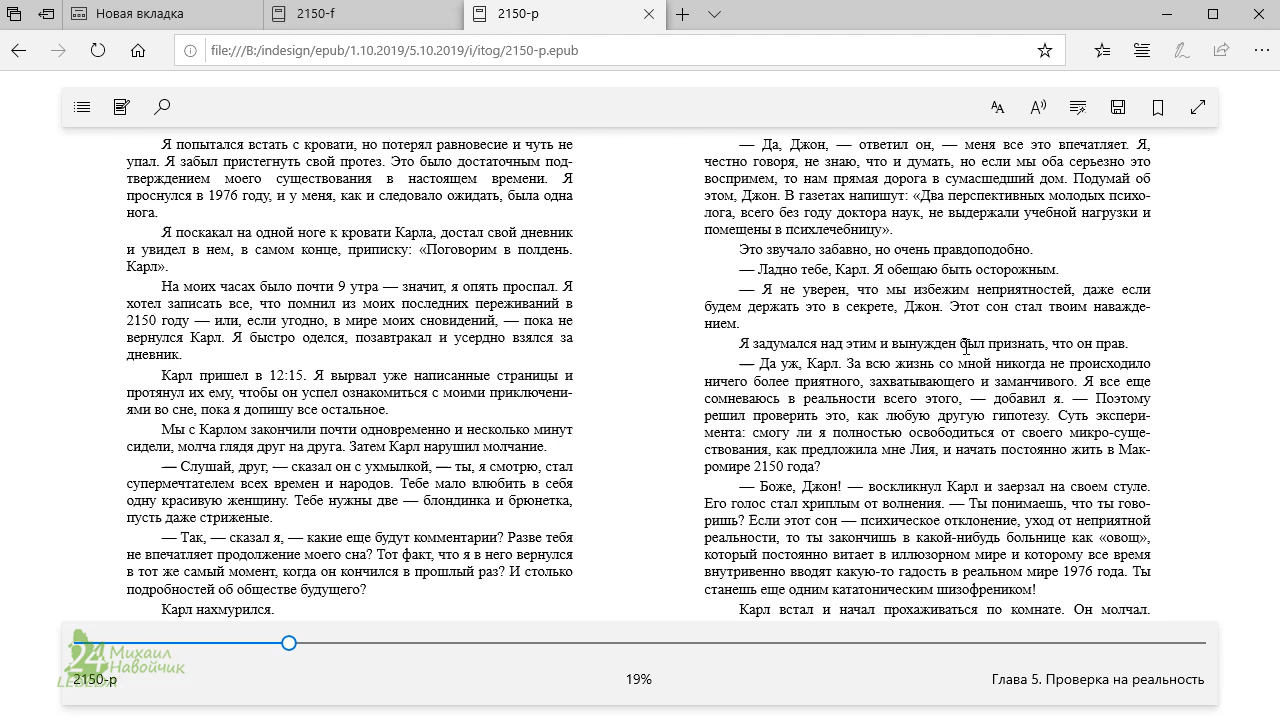 Новая вкладка
2150-f
2150-p
file:///B:/indesign/epub/1.10.2019/5.10.2019/i/itog/2150-p.epub
Я попытался встать с кровати, но потерял равновесие и чуть не
упал. Я забыл пристегнуть свой протез. Это было достаточным под-
тверждением моего существования в настоящем времени. Я
проснулся в 1976 году, и у меня, как и следовало ожидать, была одна
нога.
Я поскакал на одной ноге к кровати Карла, достал свой дневник
и увидел в нем, в самом конце, приписку: «Поговорим в полдень.
Карл».
На моих часах было почти 9 утра — значит, я опять проспал. Я
хотел записать все, что помнил из моих последних переживаний в
2150 году — или, если угодно, в мире моих сновидений, — пока не
вернулся Карл. Я быстро оделся, позавтракал и усердно взялся за
дневник.
Карл пришел в 12:15. Я вырвал уже написанные страницы и
протянул их ему, чтобы он успел ознакомиться с моими приключени-
ями во сне, пока я допишу все остальное.
Мы с Карлом закончили почти одновременно и несколько минут
сидели, молча глядя друг на друга. Затем Карл нарушил молчание.
— Слушай, друг, — сказал он с ухмылкой, — ты, я смотрю, стал
супермечтателем всех времен и народов. Тебе мало влюбить в себя
одну красивую женщину. Тебе нужны две — блондинка и брюнетка,
пусть даже стриженые.
— Так, — сказал я, — какие еще будут комментарии? Разве тебя
не впечатляет продолжение моего сна? Тот факт, что я в него вернулся
в тот же самый момент, когда он кончился в прошлый раз? И столько
подробностей об обществе будущего?
Карл нахмурился.
— Да, Джон, — ответил он, — меня все это впечатляет. Я,
честно говоря, не знаю, что и думать, но если мы оба серьезно это
воспримем, то нам прямая дорога в сумасшедший дом. Подумай об
этом, Джон. В газетах напишут: «Два перспективных молодых психо-
лога, всего без году доктора наук, не выдержали учебной нагрузки и
помещены в психлечебницу».
Это звучало забавно, но очень правдоподобно.
— Ладно тебе, Карл. Я обещаю быть осторожным.
— Я не уверен, что мы избежим неприятностей, даже если
будем держать это в секрете, Джон. Этот сон стал твоим наважде-
нием.
Я задумался над этим и вынужден был признать, что он прав.
— Да уж, Карл. За всю жизнь со мной никогда не происходило
ничего более приятного, захватывающего и заманчивого. Я все еще
сомневаюсь в реальности всего этого, — добавил я. — Поэтому
решил проверить это, как любую другую гипотезу. Суть экспери-
мента: смогу ли я полностью освободиться от своего микро-суще-
ствования, как предложила мне Лия, и начать постоянно жить в Мак-
ромире 2150 года?
— Боже, Джон! — воскликнул Карл и заерзал на своем стуле.
Его голос стал хриплым от волнения. — Ты понимаешь, что ты гово-
ришь? Если этот сон — психическое отклонение, уход от неприятной
реальности, то ты закончишь в какой-нибудь больнице как «овощ»,
который постоянно витает в иллюзорном мире и которому все время
внутривенно вводят какую-то гадость в реальном мире 1976 года. Ты
станешь еще одним кататоническим шизофреником!
Карл встал и начал прохаживаться по комнате. Он молчал.
24
Михаил
Навойчик
2150-p
19%
Глава 5. Проверка на реальность